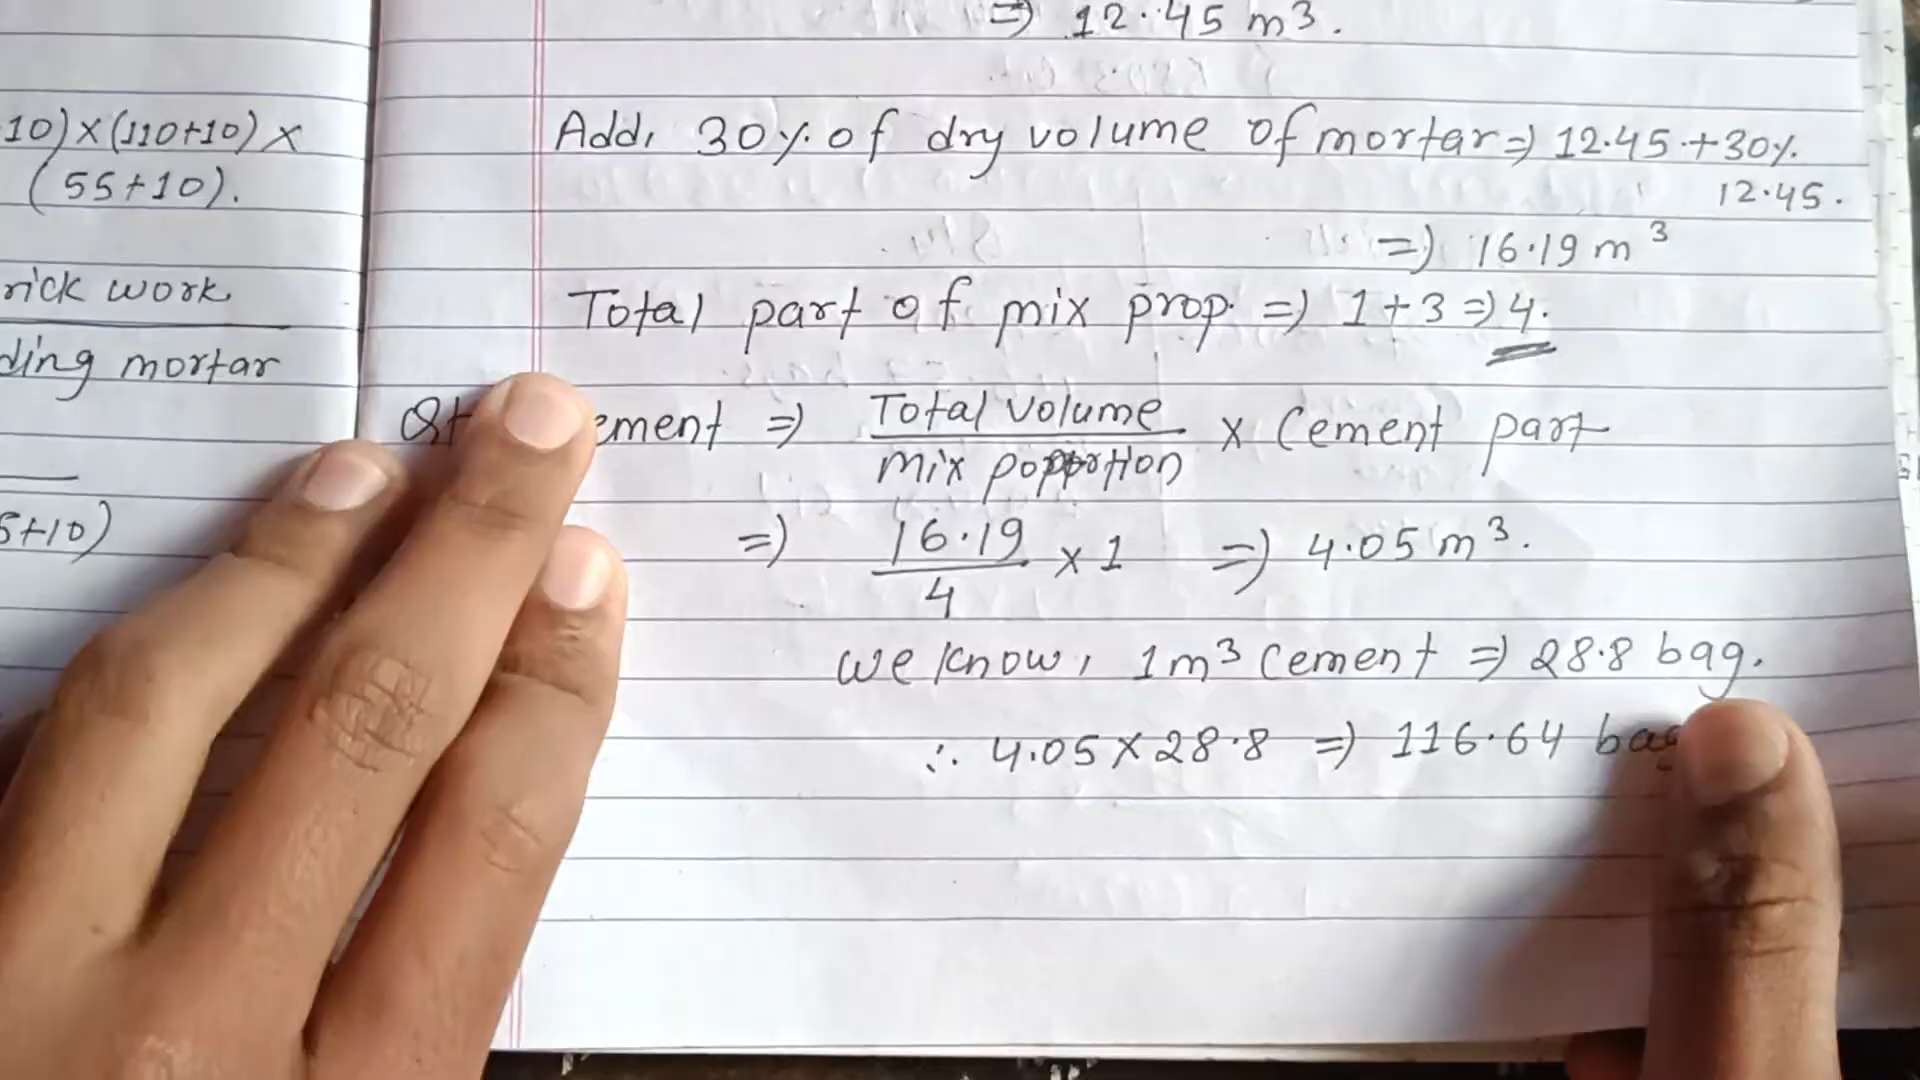 10)×(110+10)×
(55+10).
rick work
ding mortar
5+10)
=) 12.45 m³.
Add, 30%. of dry volume of mortar=) 12.45 +30%.
12.45.
=) 16.19 m³
Total part of mix prop. =) 1+3 =) 4.
Qt ement =) Total volume / mix poportion × Cement part
=) 16.19 / 4 × 1 =) 4.05 m³.
we know, 1m³ Cement =) 28.8 bag.
∴ 4.05×28.8 =) 116.64 bag